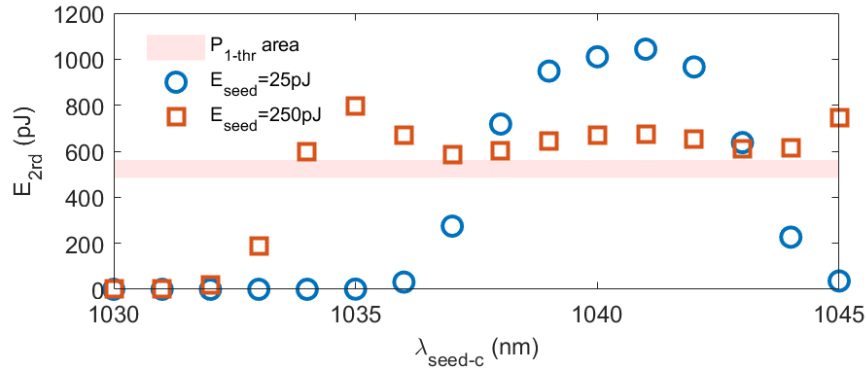 1200
1000
800
600
400
200
0
E2rd (pJ)
P1-thr area
Eseed=25pJ
Eseed=250pJ
1030
1035
1040
1045
λseed-c (nm)